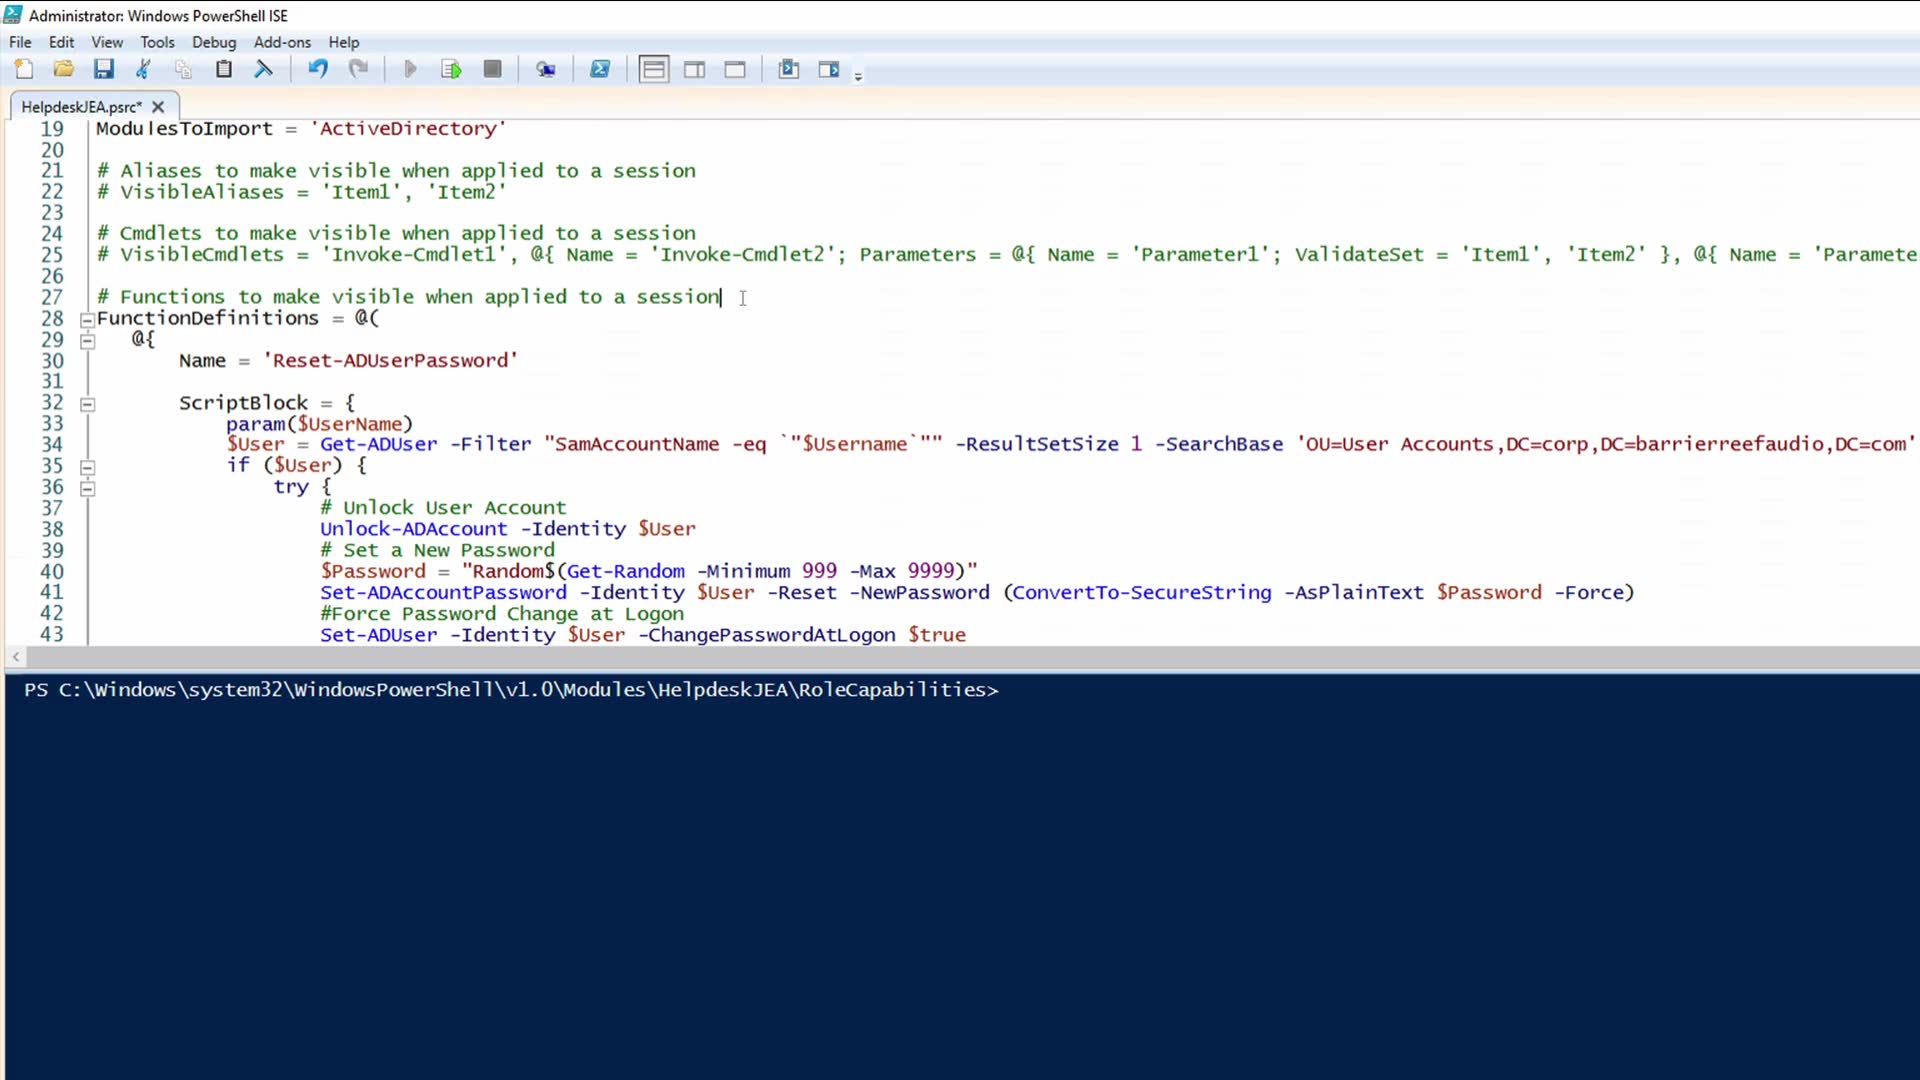 Administrator: Windows PowerShell ISE
File Edit View Tools Debug Add-ons Help
HelpdeskJEA.psrc*
19 ModulesToImport = 'ActiveDirectory'
20
21 # Aliases to make visible when applied to a session
22 # VisibleAliases = 'Item1', 'Item2'
23
24 # Cmdlets to make visible when applied to a session
25 # VisibleCmdlets = 'Invoke-Cmdlet1', @{ Name = 'Invoke-Cmdlet2'; Parameters = @{ Name = 'Parameter1'; ValidateSet = 'Item1', 'Item2' }, @{ Name = 'Paramete
26
27 # Functions to make visible when applied to a session
28 FunctionDefinitions = @(
29 @{
30 Name = 'Reset-ADUserPassword'
31
32 ScriptBlock = {
33 param($UserName)
34 $User = Get-ADUser -Filter "SamAccountName -eq `"$Username`"" -ResultSetSize 1 -SearchBase 'OU=User Accounts,DC=corp,DC=barrierreefaudio,DC=com'
35 if ($User) {
36 try {
37 # Unlock User Account
38 Unlock-ADAccount -Identity $User
39 # Set a New Password
40 $Password = "Random$(Get-Random -Minimum 999 -Max 9999)"
41 Set-ADAccountPassword -Identity $User -Reset -NewPassword (ConvertTo-SecureString -AsPlainText $Password -Force)
42 #Force Password Change at Logon
43 Set-ADUser -Identity $User -ChangePasswordAtLogon $true
PS C:\Windows\system32\WindowsPowerShell\v1.0\Modules\HelpdeskJEA\RoleCapabilities>